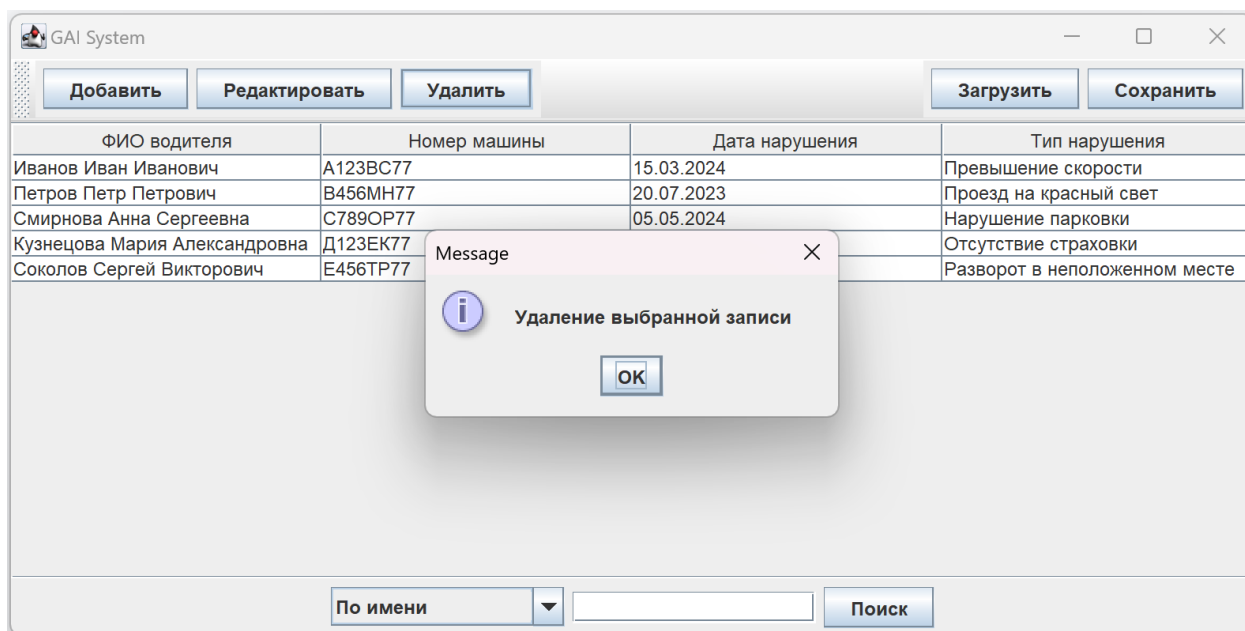 GAI System
Добавить Редактировать Удалить Загрузить Сохранить
ФИО водителя Номер машины Дата нарушения Тип нарушения
Иванов Иван Иванович А123ВС77 15.03.2024 Превышение скорости
Петров Петр Петрович В456МН77 20.07.2023 Проезд на красный свет
Смирнова Анна Сергеевна С789ОР77 05.05.2024 Нарушение парковки
Кузнецова Мария Александровна Д123ЕК77 Отсутствие страховки
Соколов Сергей Викторович Е456ТР77 Разворот в неположенном месте
Message
Удаление выбранной записи
OK
По имени Поиск